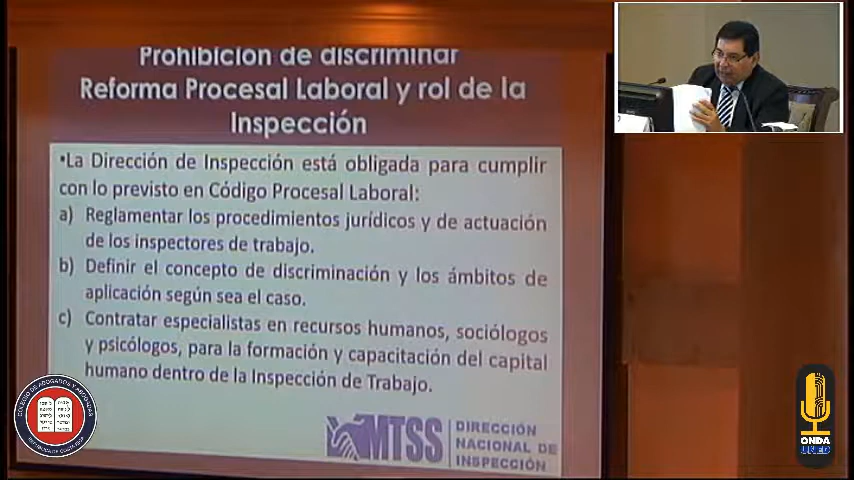 Prohibición de discriminar
Reforma Procesal Laboral y rol de la
Inspección
•La Dirección de Inspección está obligada para cumplir
con lo previsto en Código Procesal Laboral:
a) Reglamentar los procedimientos jurídicos y de actuación
de los inspectores de trabajo.
b) Definir el concepto de discriminación y los ámbitos de
aplicación según sea el caso.
c) Contratar especialistas en recursos humanos, sociólogos
y psicólogos, para la formación y capacitación del capital
humano dentro de la Inspección de Trabajo.
MTSS
DIRECCIÓN
NACIONAL DE
INSPECCIÓN
COLEGIO DE ABOGADOS Y ABOGADAS
ONDA
UNED